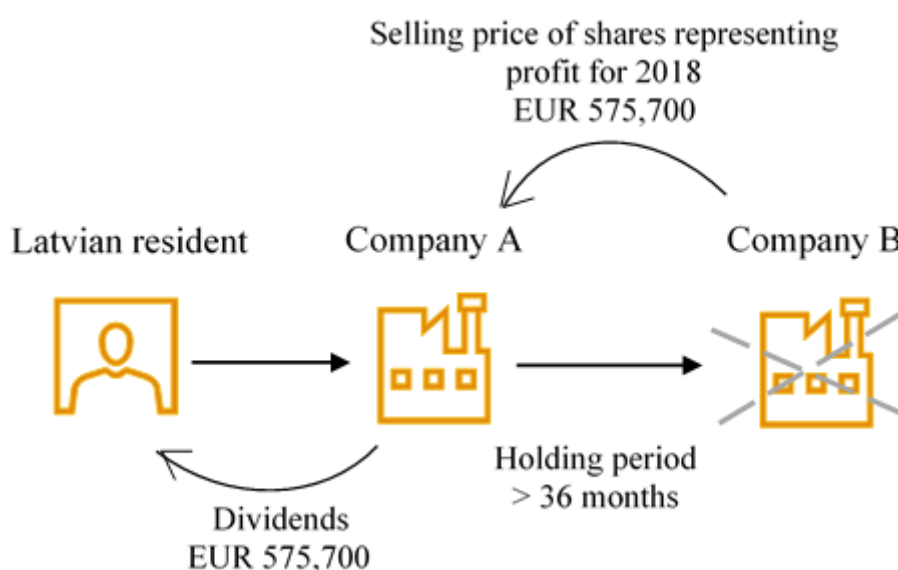 Selling price of shares representing
profit for 2018
EUR 575,700
Latvian resident
Company A
Company B
Holding period
> 36 months
Dividends
EUR 575,700